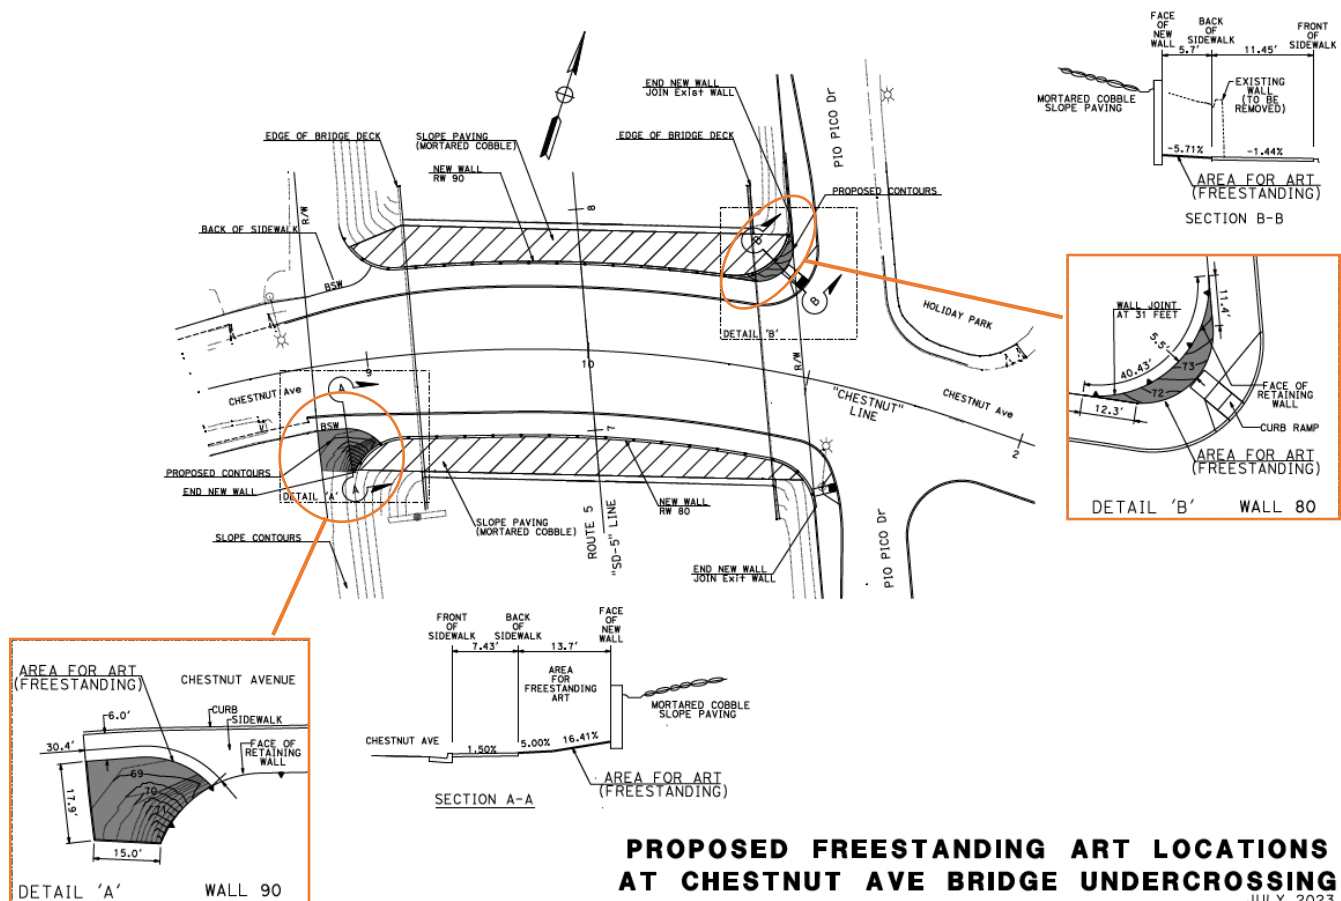 FACE
OF
NEW
WALL
BACK
OF
SIDEWALK
FRONT
OF
SIDEWALK
5.7'
11.45'
MORTARED COBBLE
SLOPE PAVING
EXISTING
WALL
(TO BE
REMOVED)
-5.71%
-1.44%
AREA FOR ART
(FREESTANDING)
SECTION B-B
END NEW WALL
JOIN Exist WALL
PIO PICO Dr
EDGE OF BRIDGE DECK
SLOPE PAVING
(MORTARED COBBLE)
NEW WALL
RW 90
EDGE OF BRIDGE DECK
PROPOSED CONTOURS
R/W
8
BACK OF SIDEWALK
BSW
B
B
DETAIL 'B'
HOLIDAY PARK
R/W
9
10
CHESTNUT Ave
A
"CHESTNUT"
LINE
CHESTNUT Ave
2
BSW
7
PROPOSED CONTOURS
END NEW WALL
DETAIL 'A'
A
SLOPE PAVING
(MORTARED COBBLE)
NEW WALL
RW 80
ROUTE 5
"SD-5" LINE
SLOPE CONTOURS
END NEW WALL
JOIN Exit WALL
PIO PICO Dr
WALL JOINT
AT 31 FEET
11.4'
5.5'
40.43'
73
72
12.3'
FACE OF
RETAINING
WALL
CURB RAMP
AREA FOR ART
(FREESTANDING)
DETAIL 'B'
WALL 80
AREA FOR ART
(FREESTANDING)
CHESTNUT AVENUE
6.0'
CURB
SIDEWALK
30.4'
FACE OF
RETAINING
WALL
69
70
71
17.9'
15.0'
DETAIL 'A'
WALL 90
FRONT
OF
SIDEWALK
BACK
OF
SIDEWALK
FACE
OF
NEW
WALL
7.43'
13.7'
AREA
FOR
FREESTANDING
ART
MORTARED COBBLE
SLOPE PAVING
CHESTNUT AVE
1.50%
5.00%
16.41%
AREA FOR ART
(FREESTANDING)
SECTION A-A
PROPOSED FREESTANDING ART LOCATIONS
AT CHESTNUT AVE BRIDGE UNDERCROSSING
JULY 2023